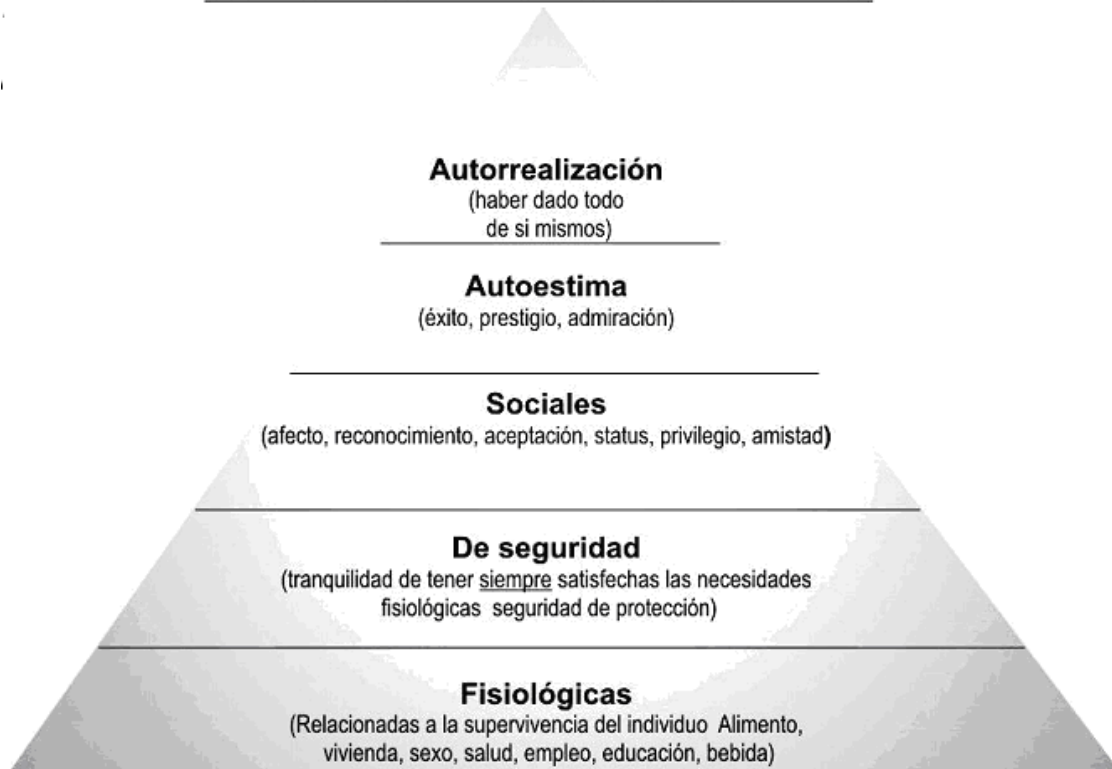 Autorrealización
(haber dado todo
de si mismos)
Autoestima
(éxito, prestigio, admiración)
Sociales
(afecto, reconocimiento, aceptación, status, privilegio, amistad)
De seguridad
(tranquilidad de tener siempre satisfechas las necesidades
fisiológicas seguridad de protección)
Fisiológicas
(Relacionadas a la supervivencia del individuo Alimento,
vivienda, sexo, salud, empleo, educación, bebida)